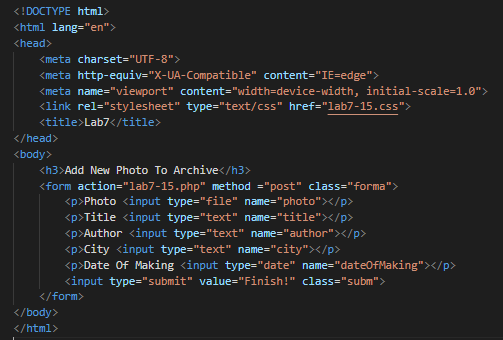 <!DOCTYPE html>
<html lang="en">
<head>
    <meta charset="UTF-8">
    <meta http-equiv="X-UA-Compatible" content="IE=edge">
    <meta name="viewport" content="width=device-width, initial-scale=1.0">
    <link rel="stylesheet" type="text/css" href="lab7-15.css">
    <title>Lab7</title>
</head>
<body>
    <h3>Add New Photo To Archive</h3>
    <form action="lab7-15.php" method ="post" class="forma">
        <p>Photo <input type="file" name="photo"></p>
        <p>Title <input type="text" name="title"></p>
        <p>Author <input type="text" name="author"></p>
        <p>City <input type="text" name="city"></p>
        <p>Date Of Making <input type="date" name="dateOfMaking"></p>
        <input type="submit" value="Finish!" class="subm">
    </form>
</body>
</html>